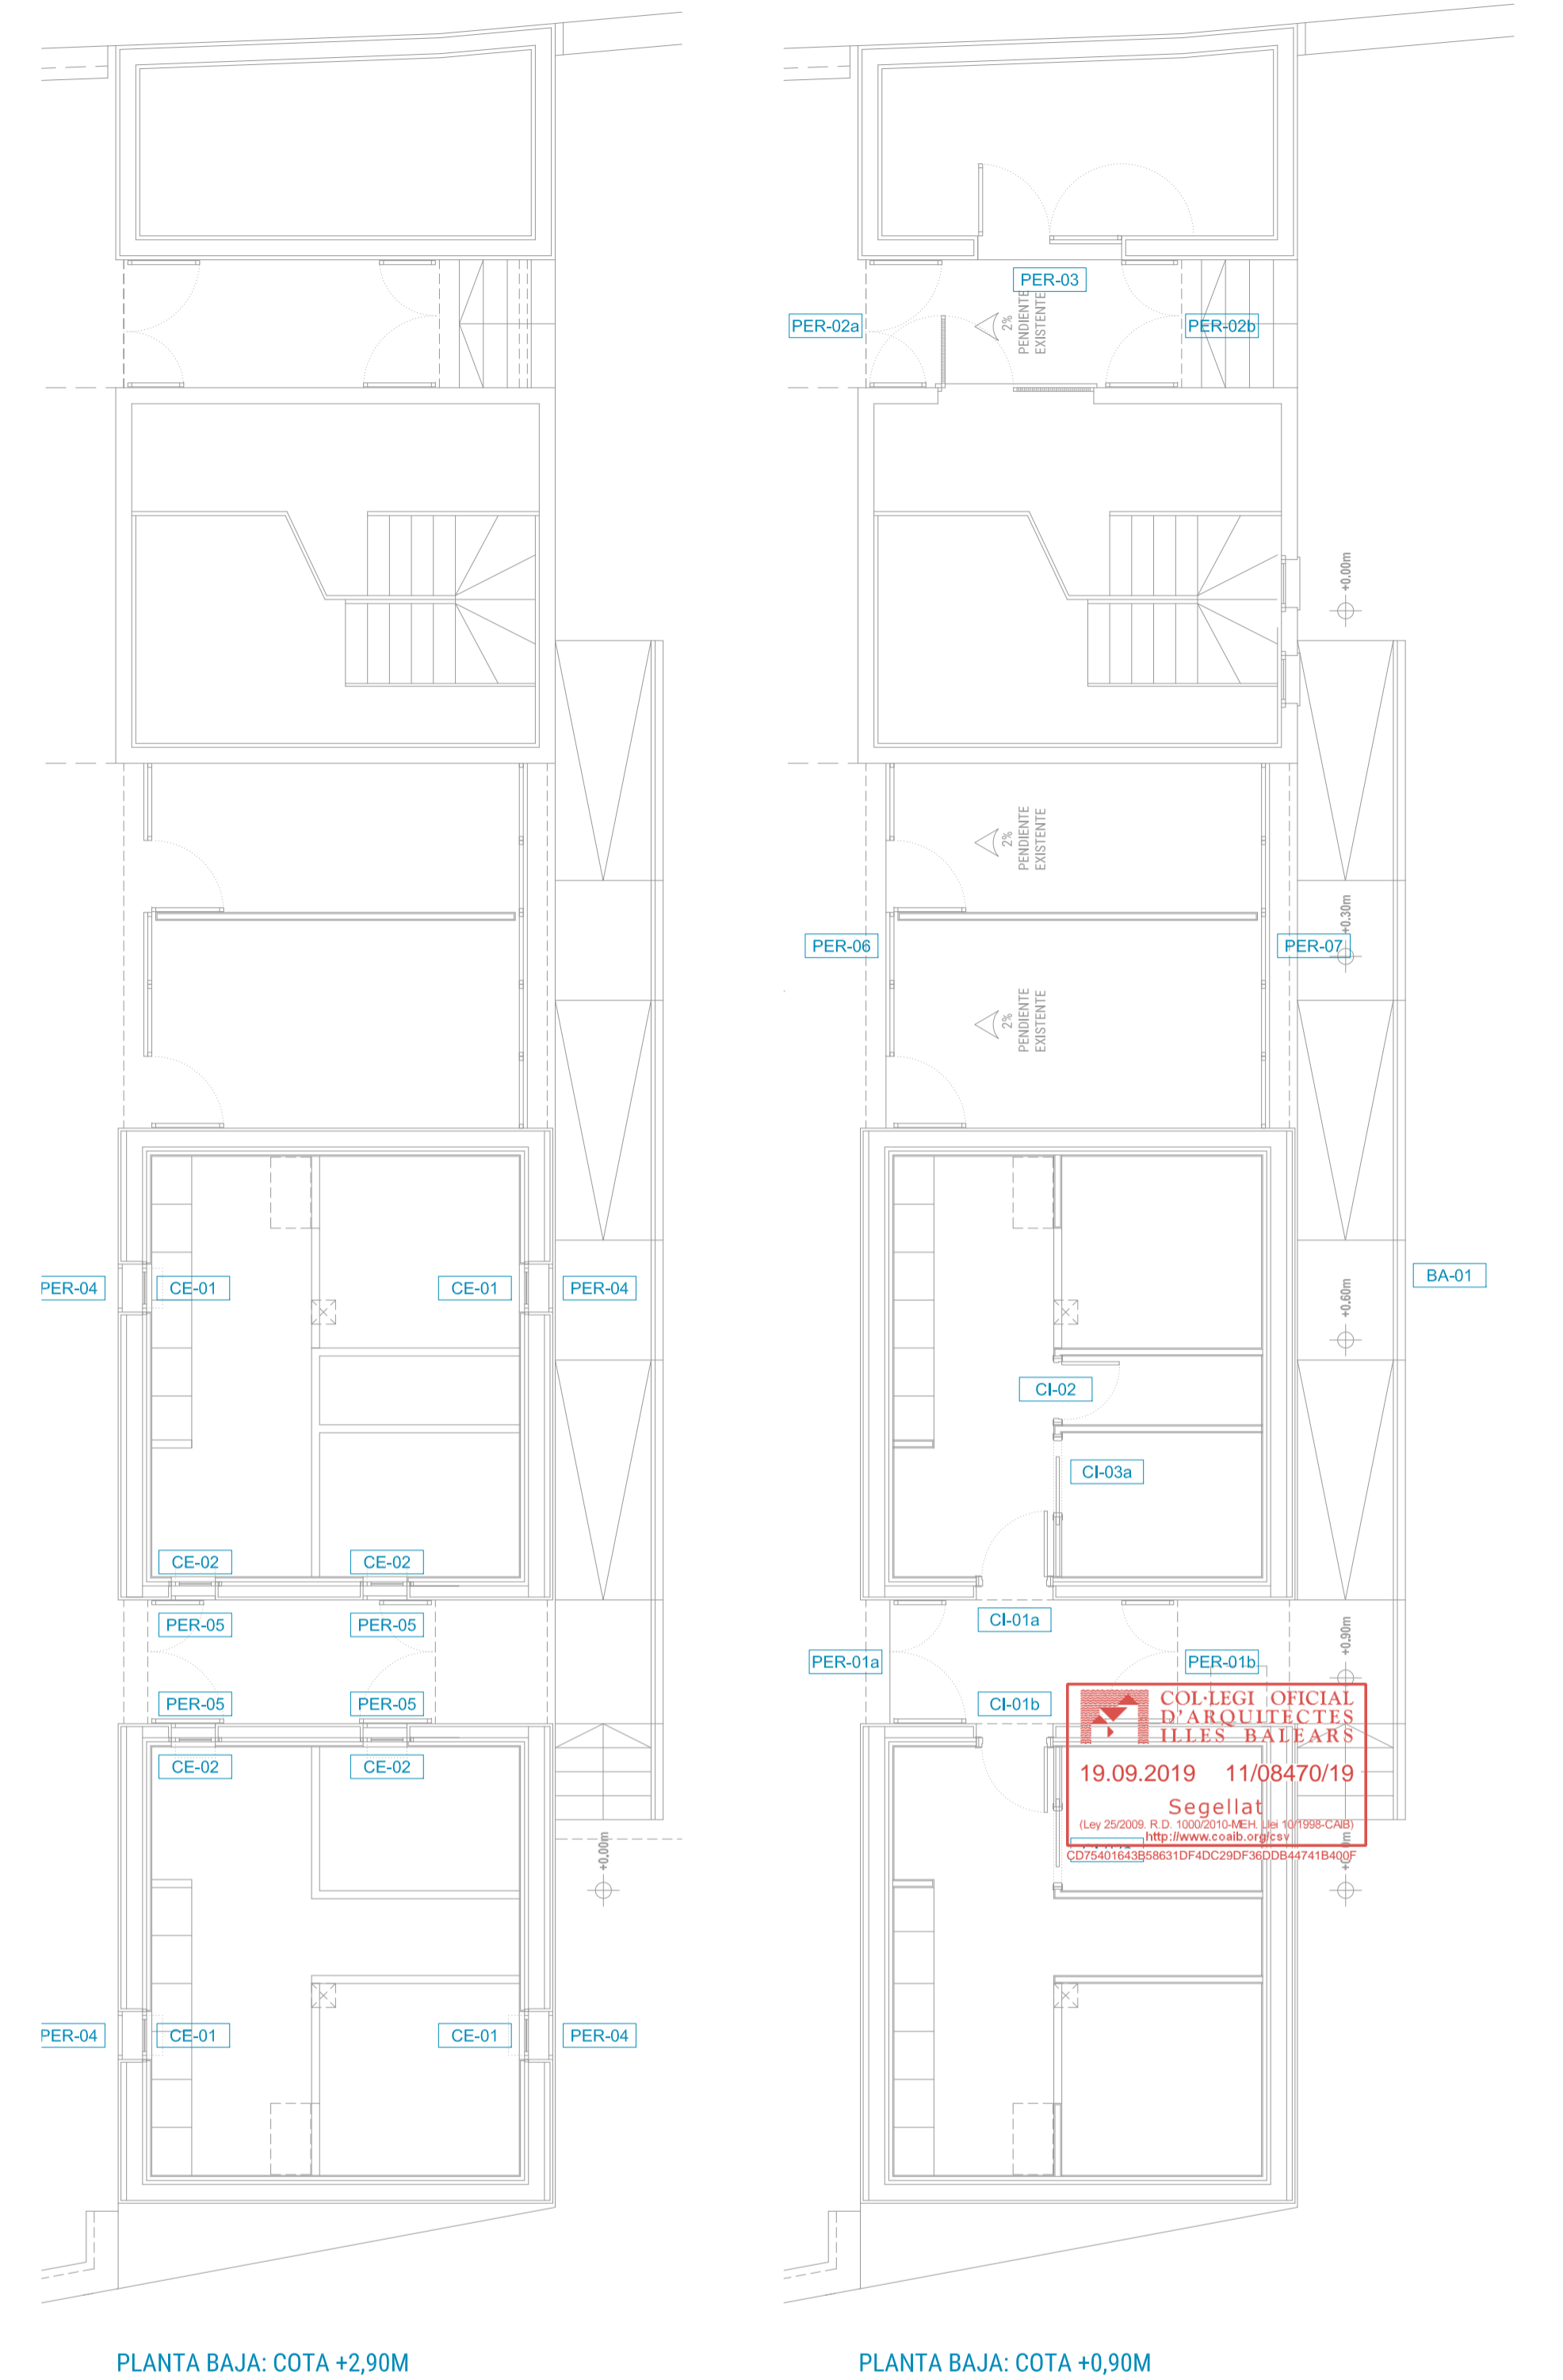 PER-04
CE-01
CE-01
PER-04
CE-02
CE-02
PER-05
PER-05
PER-05
PER-05
CE-02
CE-02
+0.00m
PER-04
CE-01
CE-01
PER-04
PLANTA BAJA: COTA +2,90M
PER-03
PER-02a
2%
PENDIENTE
EXISTENTE
PER-02b
+0.00m
2%
PENDIENTE
EXISTENTE
PER-06
PER-07
+0.30m
2%
PENDIENTE
EXISTENTE
BA-01
+0.60m
CI-02
CI-03a
CI-01a
PER-01a
PER-01b
+0.90m
CI-01b
COL·LEGI OFICIAL
D'ARQUITECTES
ILLES BALEARS
19.09.2019 11/08470/19
Segellat
(Ley 25/2009. R.D. 1000/2010-MEH. Llei 10/1998-CAIB)
http://www.coaib.org/csv
CD75401643B58631DF4DC29DF36DDB44741B400F
PLANTA BAJA: COTA +0,90M